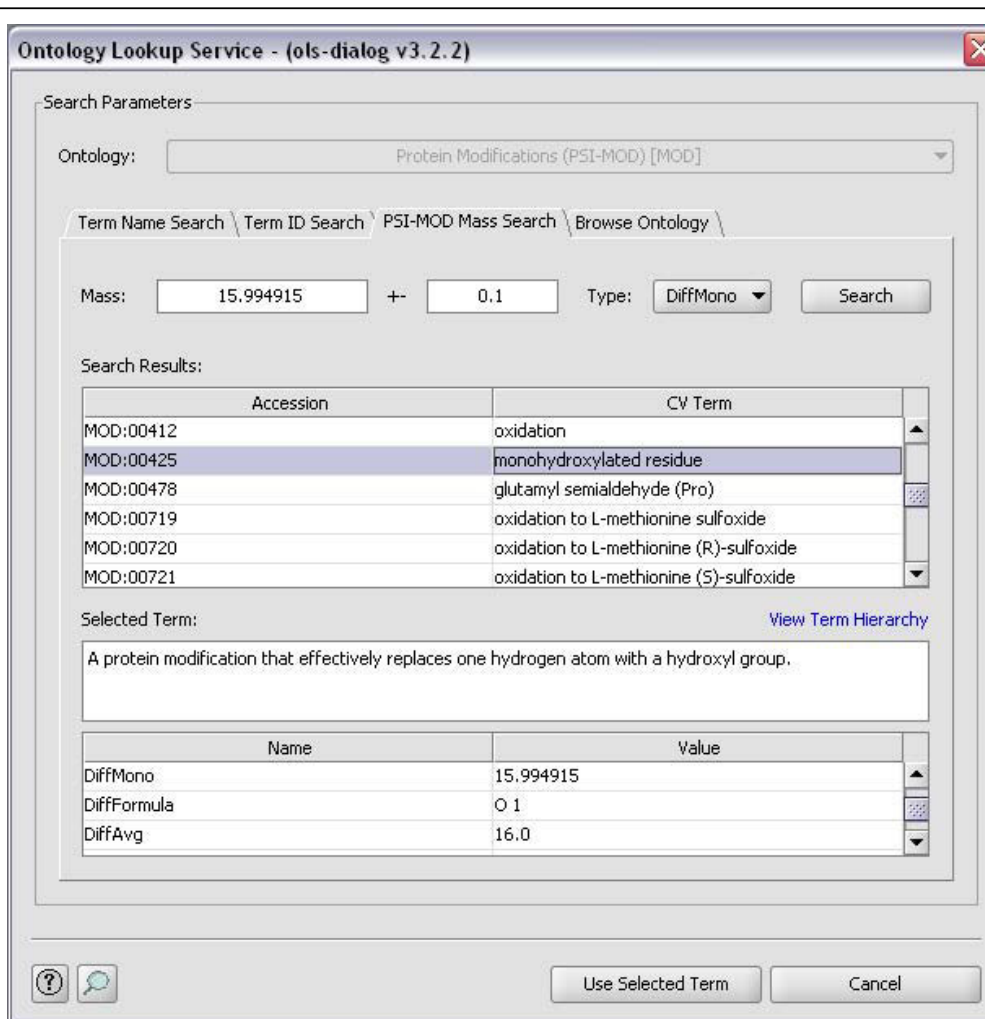 Ontology Lookup Service - (ols-dialog v3.2.2)
Search Parameters
Ontology: Protein Modifications (PSI-MOD) [MOD]
Term Name Search Term ID Search PSI-MOD Mass Search Browse Ontology
Mass: 15.994915 +- 0.1 Type: DiffMono Search
Search Results:
Accession CV Term
MOD:00412 oxidation
MOD:00425 monohydroxylated residue
MOD:00478 glutamyl semialdehyde (Pro)
MOD:00719 oxidation to L-methionine sulfoxide
MOD:00720 oxidation to L-methionine (R)-sulfoxide
MOD:00721 oxidation to L-methionine (S)-sulfoxide
Selected Term: View Term Hierarchy
A protein modification that effectively replaces one hydrogen atom with a hydroxyl group.
Name Value
DiffMono 15.994915
DiffFormula O 1
DiffAvg 16.0
? Use Selected Term Cancel